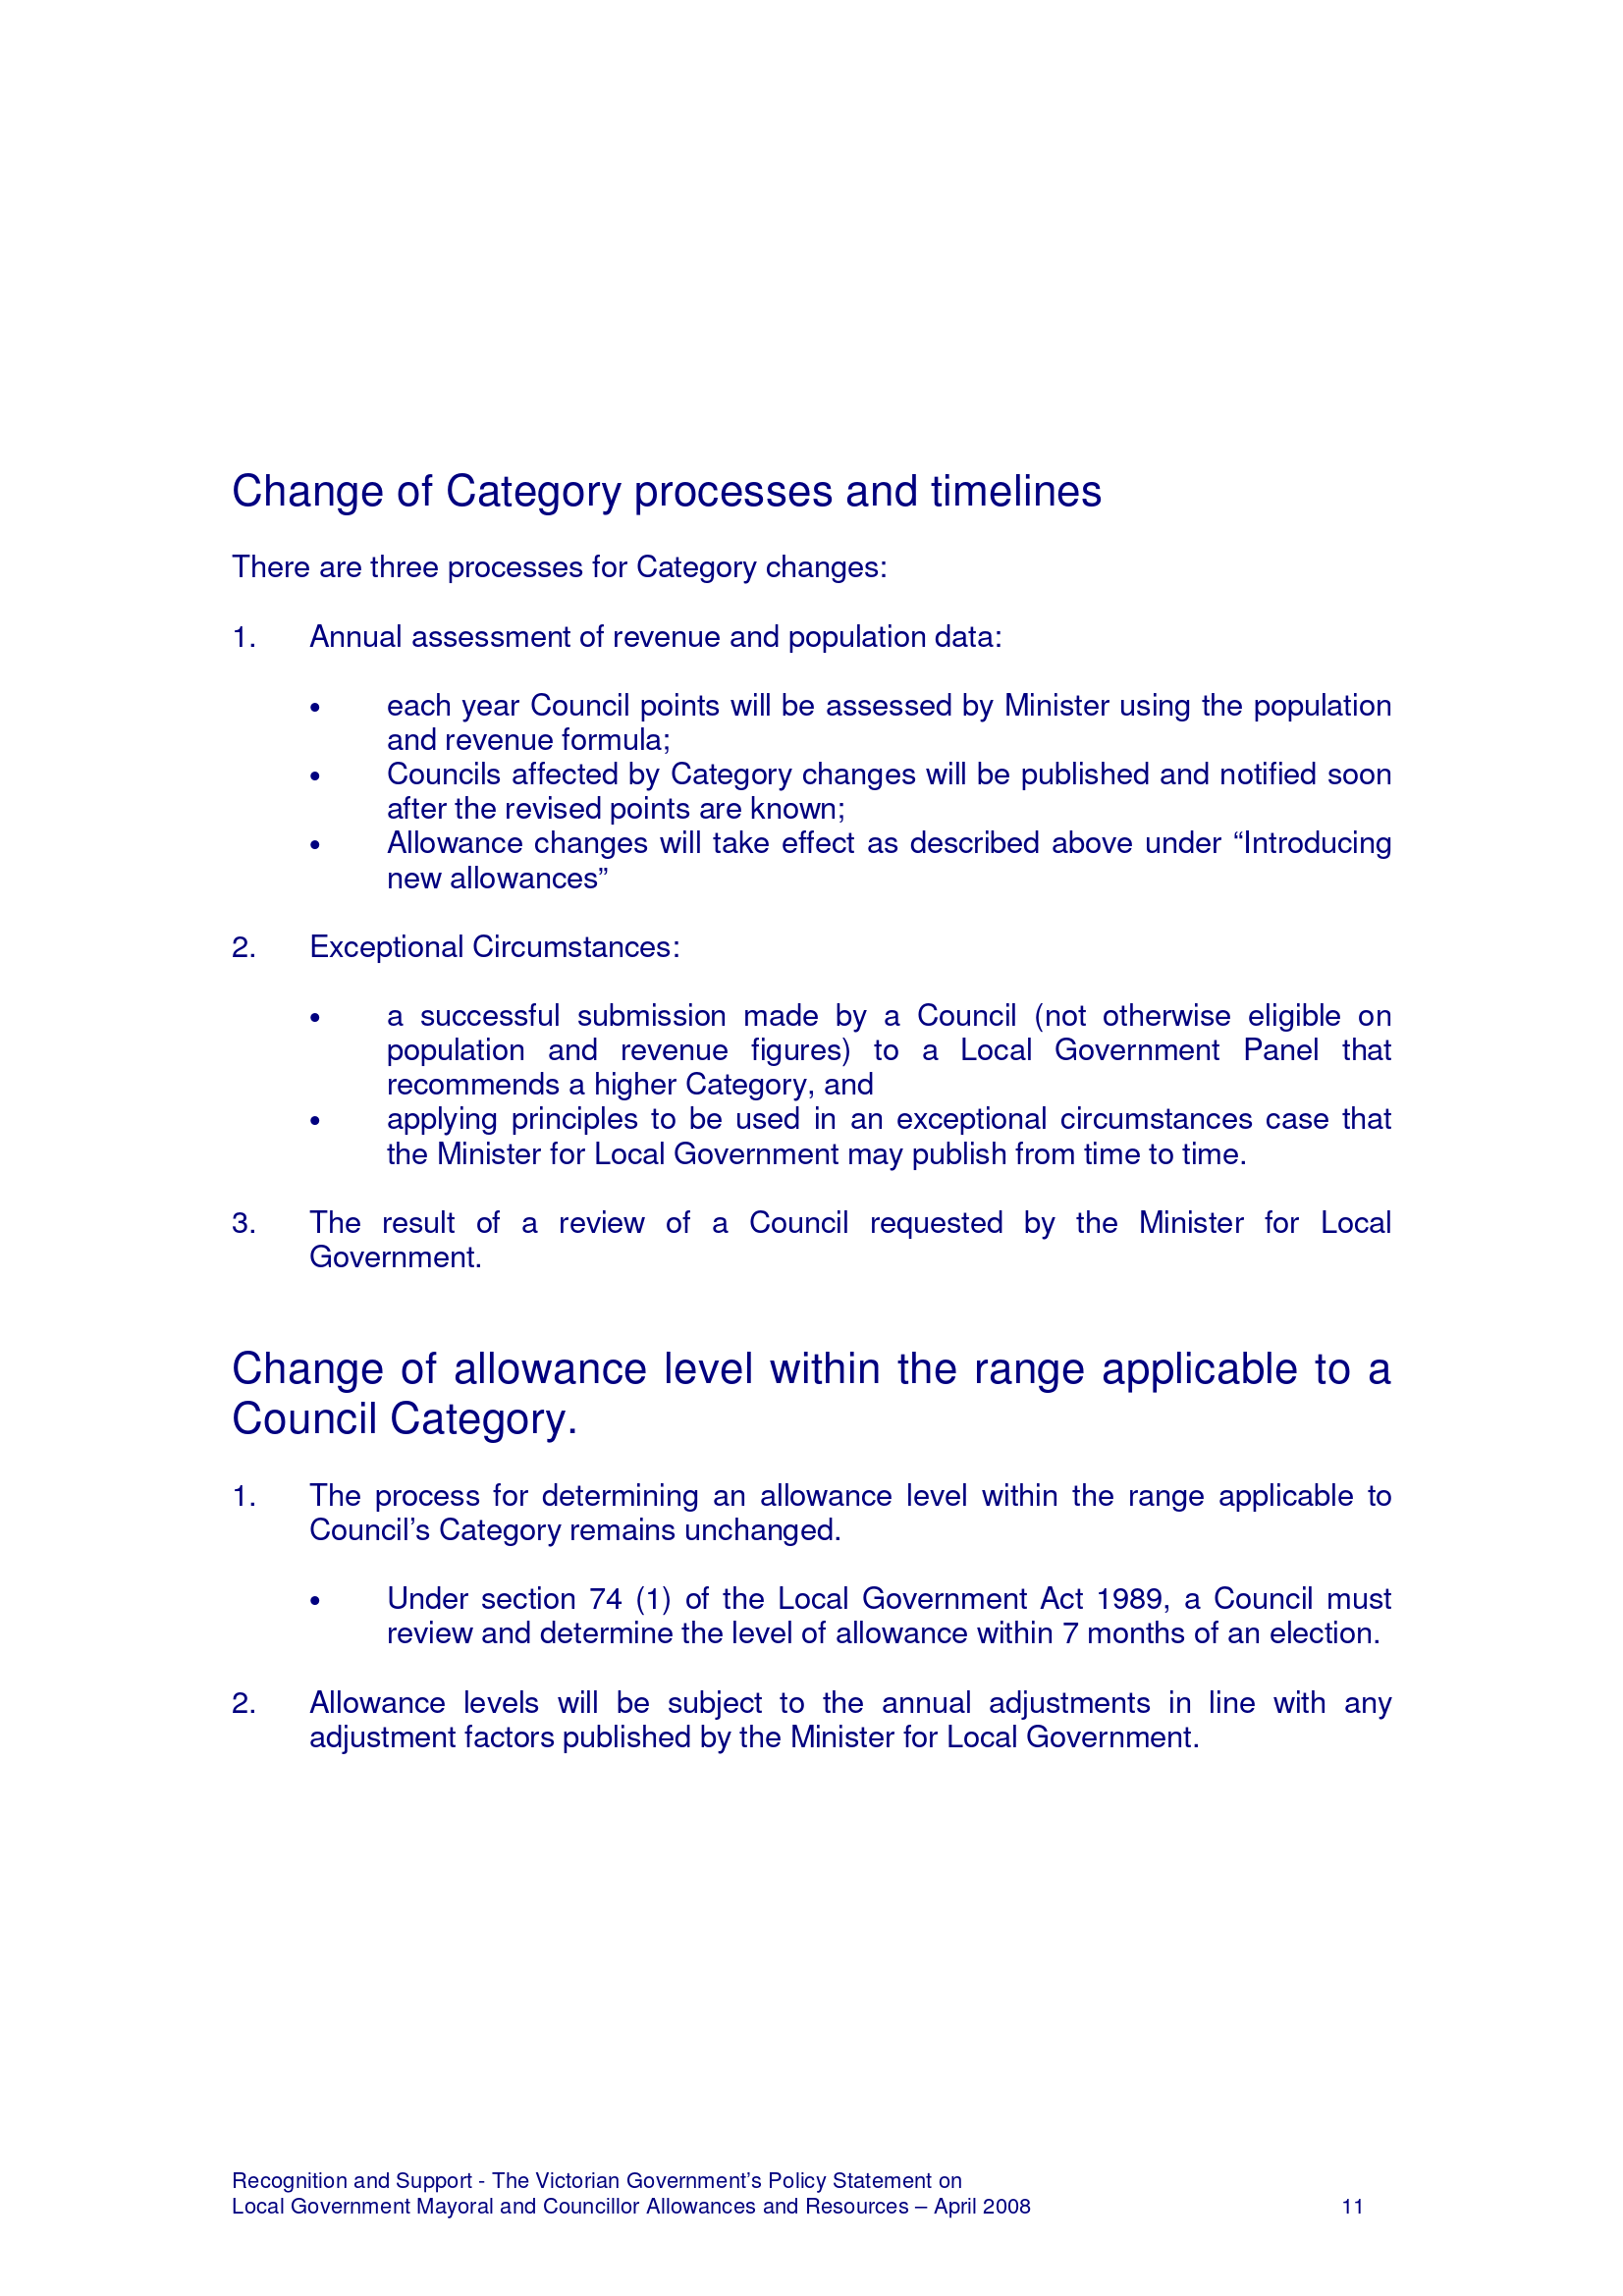 Change of Category processes and timelines
There are three processes for Category changes:
1. Annual assessment of revenue and population data:
• each year Council points will be assessed by Minister using the population
and revenue formula;
• Councils affected by Category changes will be published and notified soon
after the revised points are known;
• Allowance changes will take effect as described above under “Introducing
new allowances”
2. Exceptional Circumstances:
• a successful submission made by a Council (not otherwise eligible on
population and revenue figures) to a Local Government Panel that
recommends a higher Category, and
• applying principles to be used in an exceptional circumstances case that
the Minister for Local Government may publish from time to time.
3. The result of a review of a Council requested by the Minister for Local
Government.
Change of allowance level within the range applicable to a
Council Category.
1. The process for determining an allowance level within the range applicable to
Council’s Category remains unchanged.
• Under section 74 (1) of the Local Government Act 1989, a Council must
review and determine the level of allowance within 7 months of an election.
2. Allowance levels will be subject to the annual adjustments in line with any
adjustment factors published by the Minister for Local Government.
Recognition and Support - The Victorian Government’s Policy Statement on
Local Government Mayoral and Councillor Allowances and Resources – April 2008 11